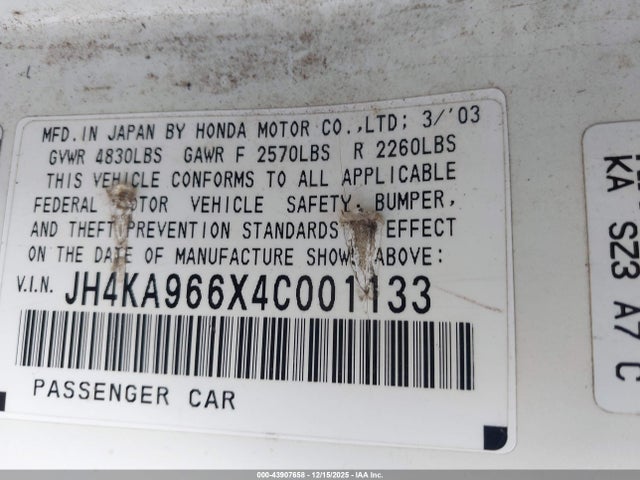 MFD. IN JAPAN BY HONDA MOTOR CO.,LTD; 3/'03
GVWR 4830LBS GAWR F 2570LBS R 2260LBS
THIS VEHICLE CONFORMS TO ALL APPLICABLE
FEDERAL MOTOR VEHICLE SAFETY, BUMPER,
AND THEFT PREVENTION STANDARDS EFFECT
ON THE DATE OF MANUFACTURE SHOWN ABOVE:
V.I.N. JH4KA966X4C001133
PASSENGER CAR
KA SZ3 A7 C
000-43907658 - 12/15/2025 - IAA Inc.